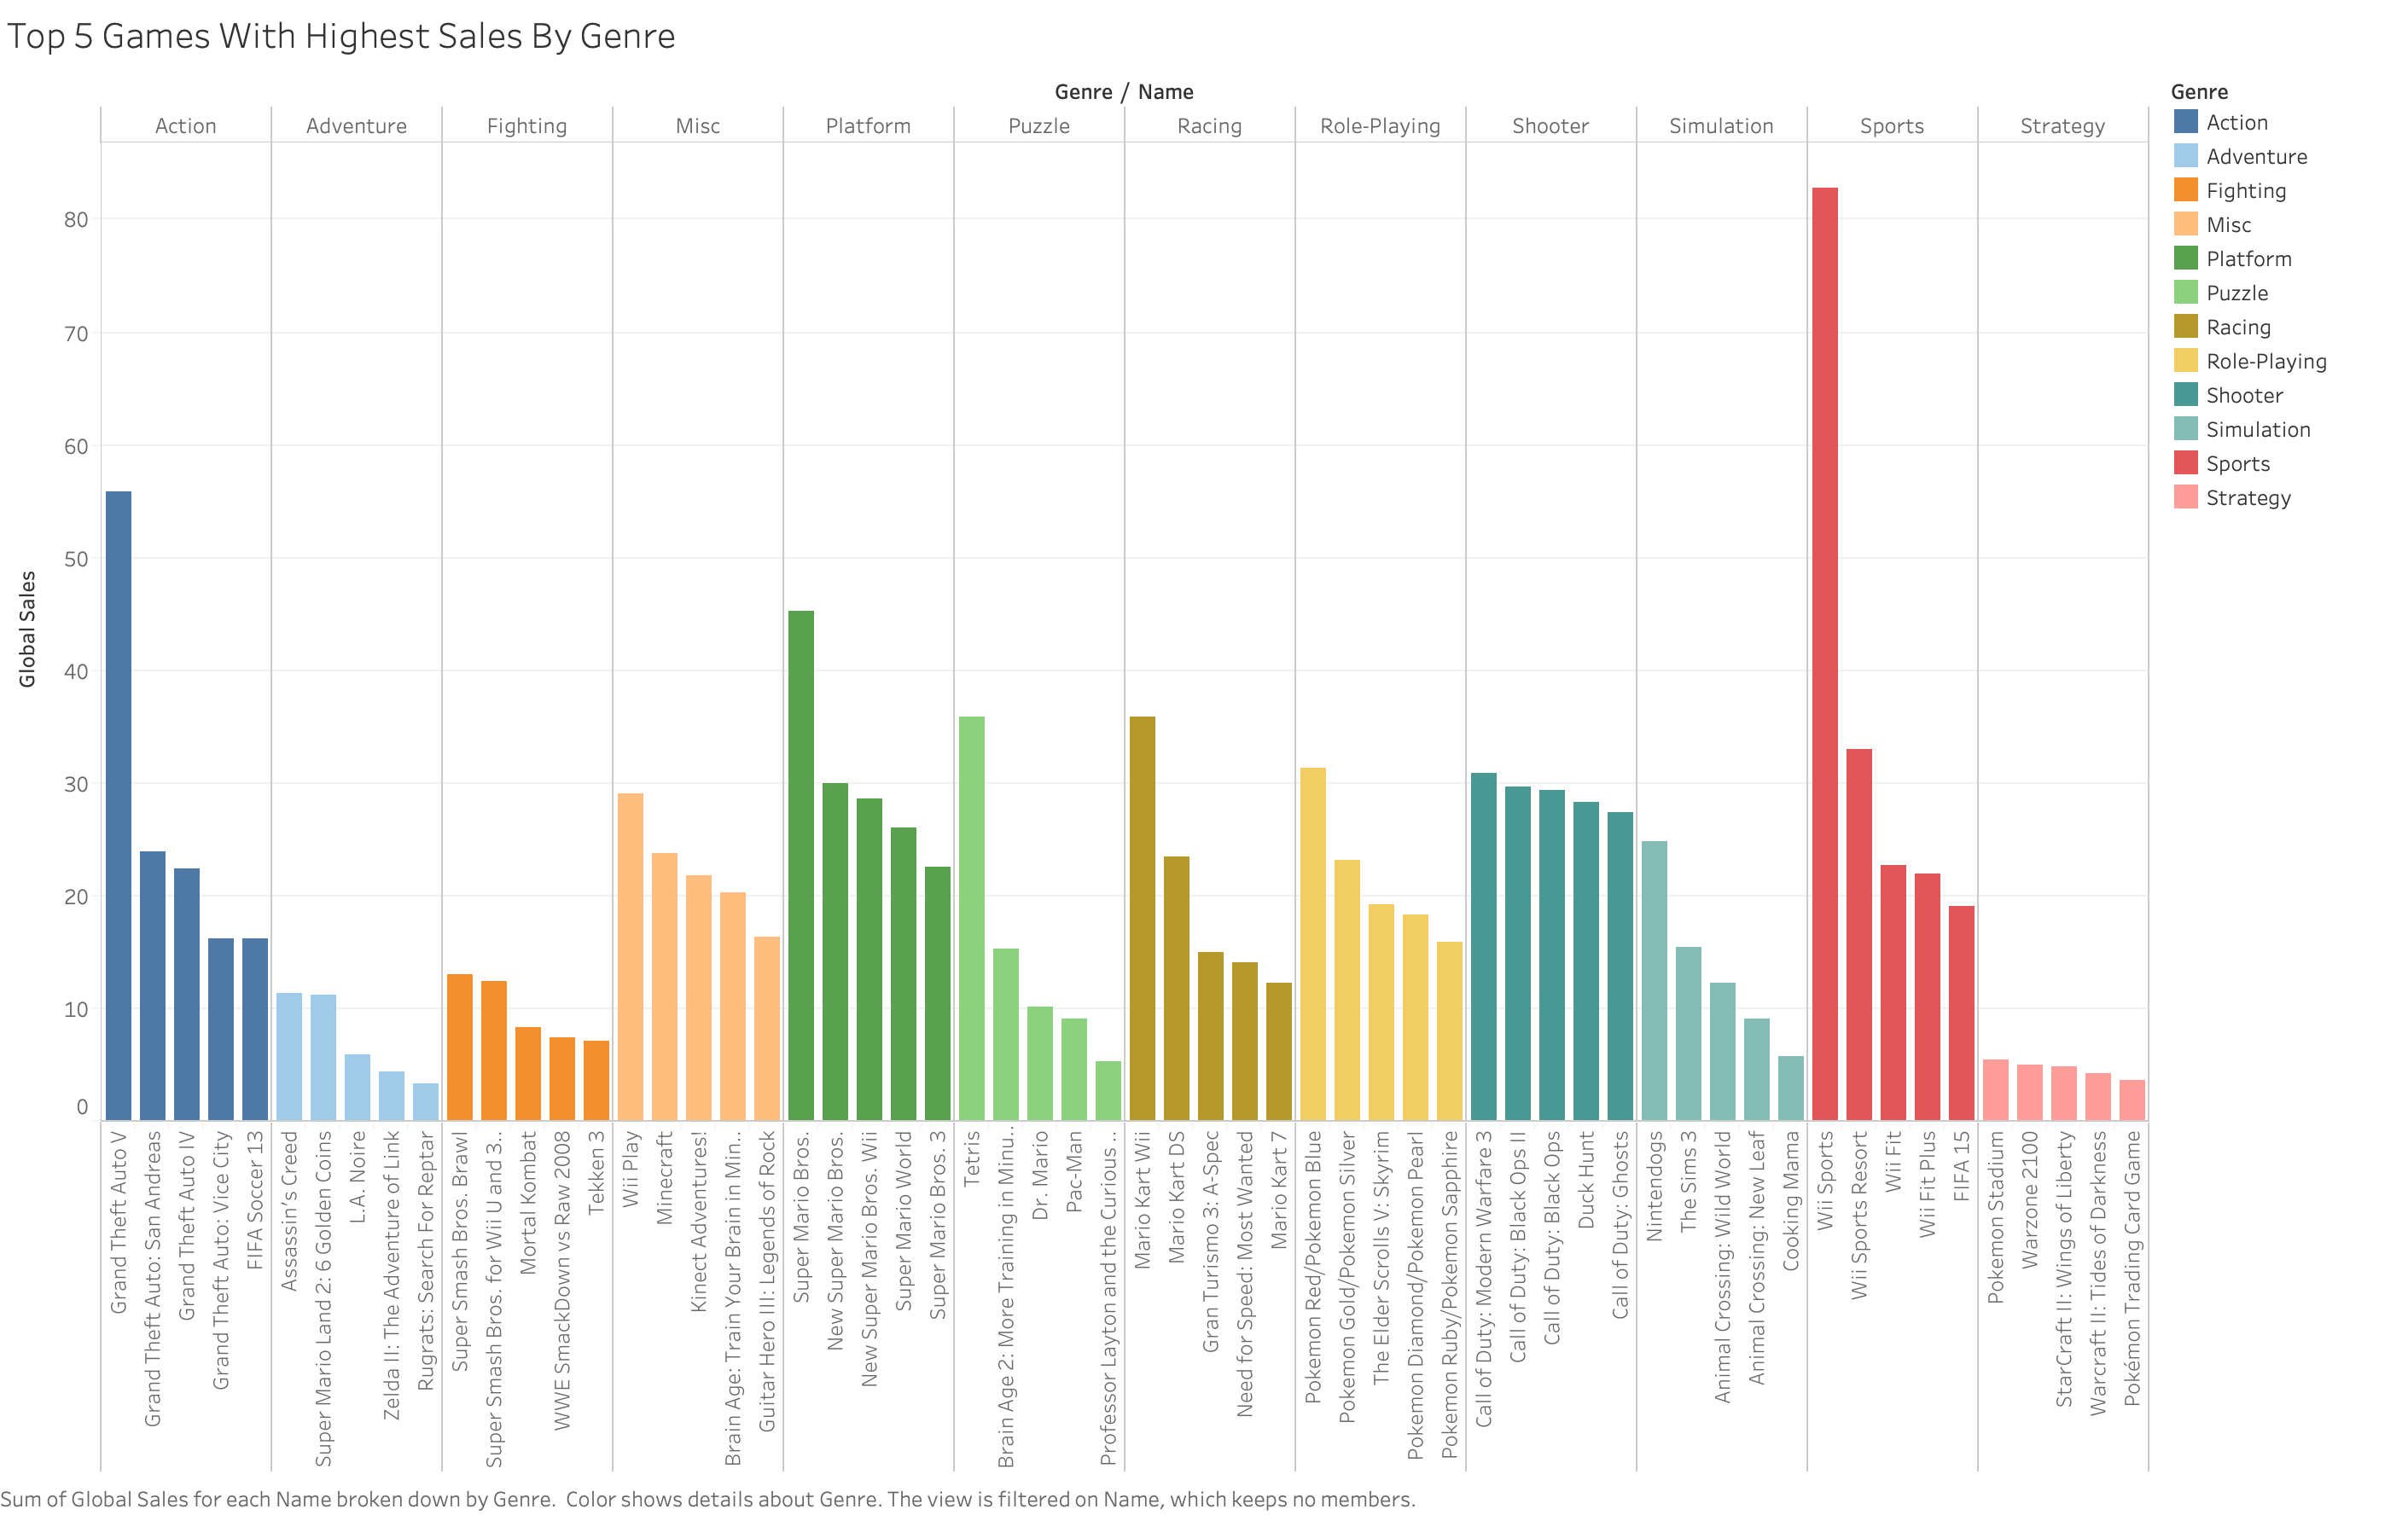 Top 5 Games With Highest Sales By Genre
Genre / Name
Genre
Action
Adventure
Fighting
Misc
Platform
Puzzle
Racing
Role-Playing
Shooter
Simulation
Sports
Strategy
Action
Adventure
Fighting
Misc
Platform
Puzzle
Racing
Role-Playing
Shooter
Simulation
Sports
Strategy
Global Sales
80
70
60
50
40
30
20
10
0
Grand Theft Auto V
Grand Theft Auto: San Andreas
Grand Theft Auto IV
Grand Theft Auto: Vice City
FIFA Soccer 13
Assassin's Creed
Super Mario Land 2: 6 Golden Coins
L.A. Noire
Zelda II: The Adventure of Link
Rugrats: Search For Reptar
Super Smash Bros. Brawl
Super Smash Bros. for Wii U and 3..
Mortal Kombat
WWE SmackDown vs Raw 2008
Tekken 3
Wii Play
Minecraft
Kinect Adventures!
Brain Age: Train Your Brain in Min..
Guitar Hero III: Legends of Rock
Super Mario Bros.
New Super Mario Bros.
New Super Mario Bros. Wii
Super Mario World
Super Mario Bros. 3
Tetris
Brain Age 2: More Training in Minu..
Dr. Mario
Pac-Man
Professor Layton and the Curious ..
Mario Kart Wii
Mario Kart DS
Gran Turismo 3: A-Spec
Need for Speed: Most Wanted
Mario Kart 7
Pokemon Red/Pokemon Blue
Pokemon Gold/Pokemon Silver
The Elder Scrolls V: Skyrim
Pokemon Diamond/Pokemon Pearl
Pokemon Ruby/Pokemon Sapphire
Call of Duty: Modern Warfare 3
Call of Duty: Black Ops II
Call of Duty: Black Ops
Duck Hunt
Call of Duty: Ghosts
Nintendogs
The Sims 3
Animal Crossing: Wild World
Animal Crossing: New Leaf
Cooking Mama
Wii Sports
Wii Sports Resort
Wii Fit
Wii Fit Plus
FIFA 15
Pokemon Stadium
Warzone 2100
StarCraft II: Wings of Liberty
Warcraft II: Tides of Darkness
Pokémon Trading Card Game
Sum of Global Sales for each Name broken down by Genre.  Color shows details about Genre. The view is filtered on Name, which keeps no members.